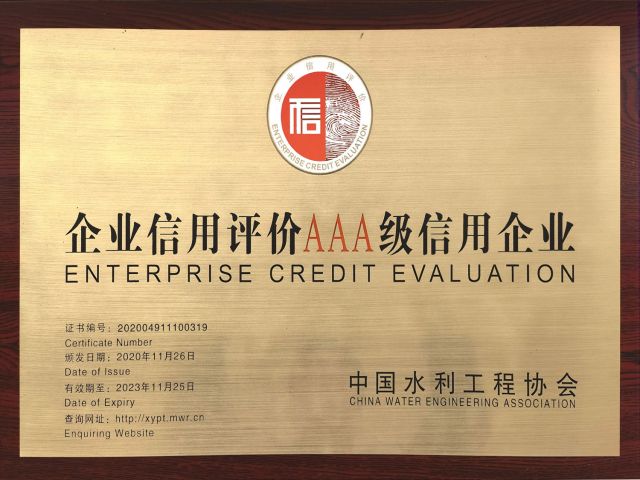 企业信用评价
信
ENTERPRISE CREDIT EVALUATION
企业信用评价AAA级信用企业
ENTERPRISE CREDIT EVALUATION
证书编号：202004911100319
Certificate Number
颁发日期：2020年11月26日
Date of Issue
有效期至：2023年11月25日
Date of Expiry
查询网址：http://xypt.mwr.cn
Enquiring Website
中国水利工程协会
CHINA WATER ENGINEERING ASSOCIATION